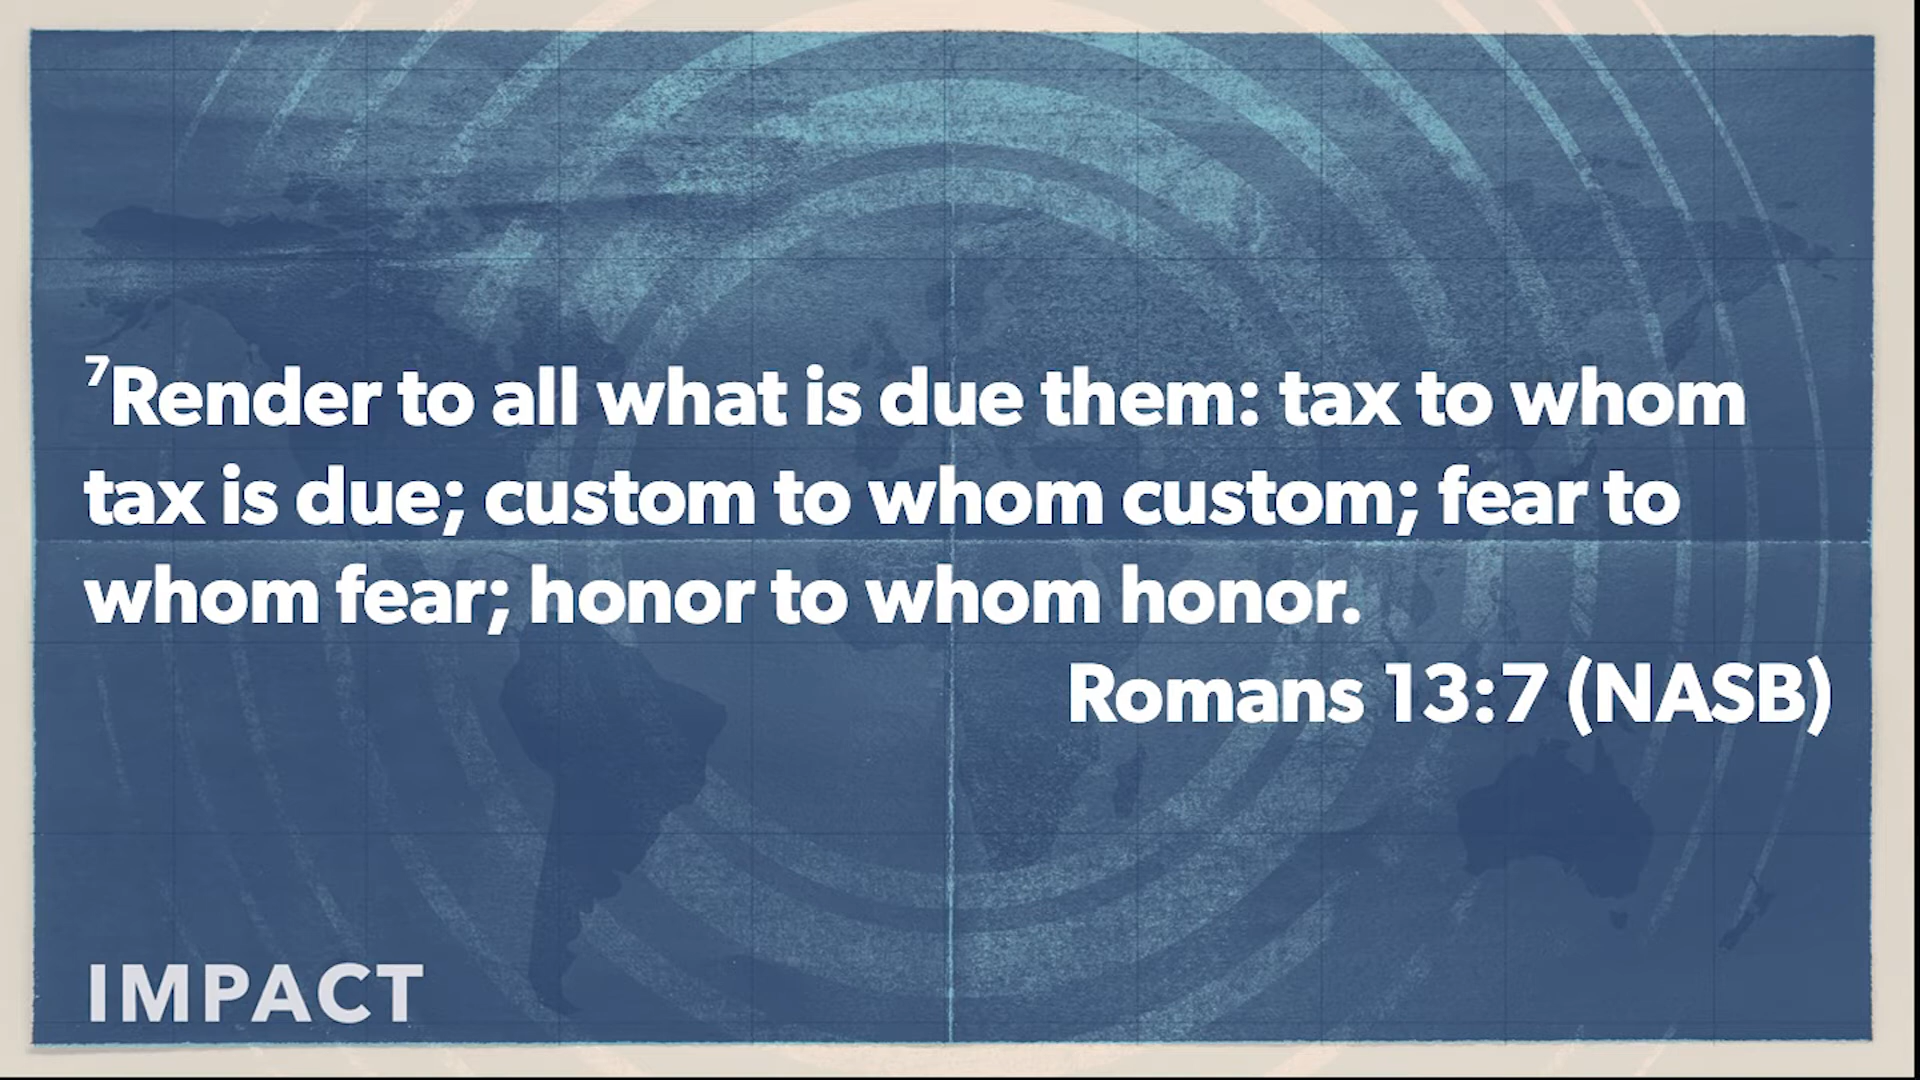 ⁷Render to all what is due them: tax to whom
tax is due; custom to whom custom; fear to
whom fear; honor to whom honor.
Romans 13:7 (NASB)
IMPACT